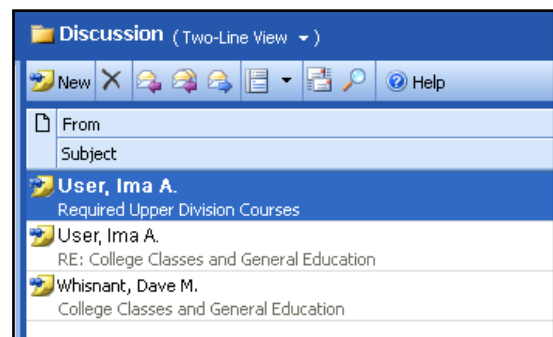 Discussion (Two-Line View)
New Help
From
Subject
User, Ima A.
Required Upper Division Courses
User, Ima A.
RE: College Classes and General Education
Whisnant, Dave M.
College Classes and General Education